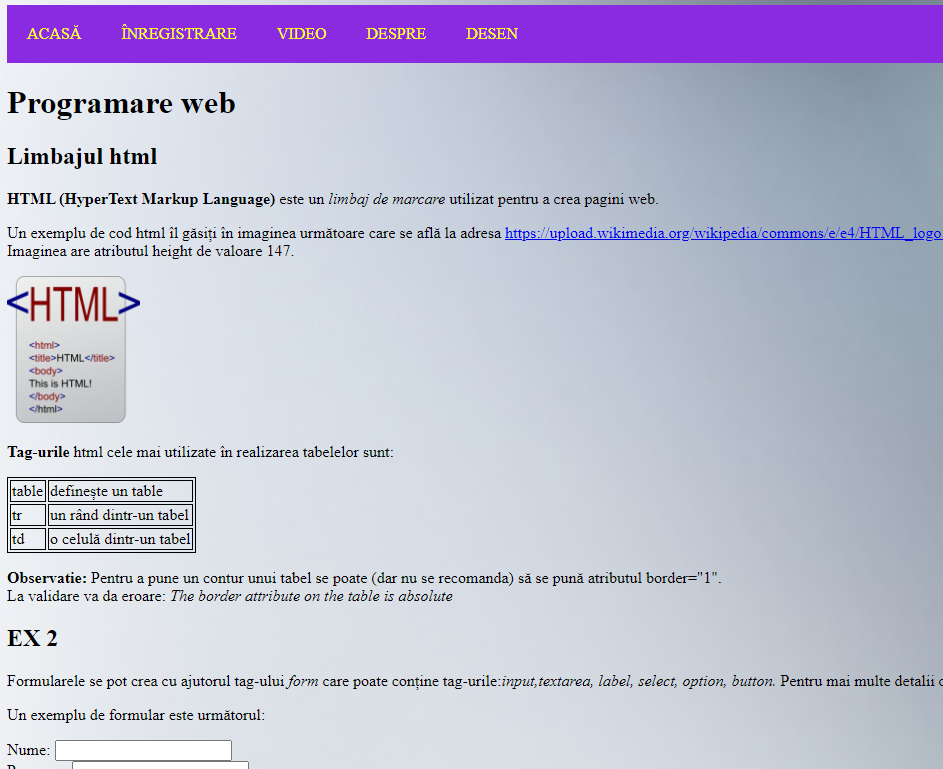 ACASĂ ÎNREGISTRARE VIDEO DESPRE DESEN
Programare web
Limbajul html
HTML (HyperText Markup Language) este un limbaj de marcare utilizat pentru a crea pagini web.
Un exemplu de cod html îl găsiți în imaginea următoare care se află la adresa https://upload.wikimedia.org/wikipedia/commons/e/e4/HTML_logo
Imaginea are atributul height de valoare 147.
<HTML>
<html>
<title>HTML</title>
<body>
This is HTML!
</body>
</html>
Tag-urile html cele mai utilizate în realizarea tabelelor sunt:
table definește un table
tr un rând dintr-un tabel
td o celulă dintr-un tabel
Observatie: Pentru a pune un contur unui tabel se poate (dar nu se recomanda) să se pună atributul border="1".
La validare va da eroare: The border attribute on the table is absolute
EX 2
Formularele se pot crea cu ajutorul tag-ului form care poate conține tag-urile:input,textarea, label, select, option, button. Pentru mai multe detalii
Un exemplu de formular este următorul:
Nume: